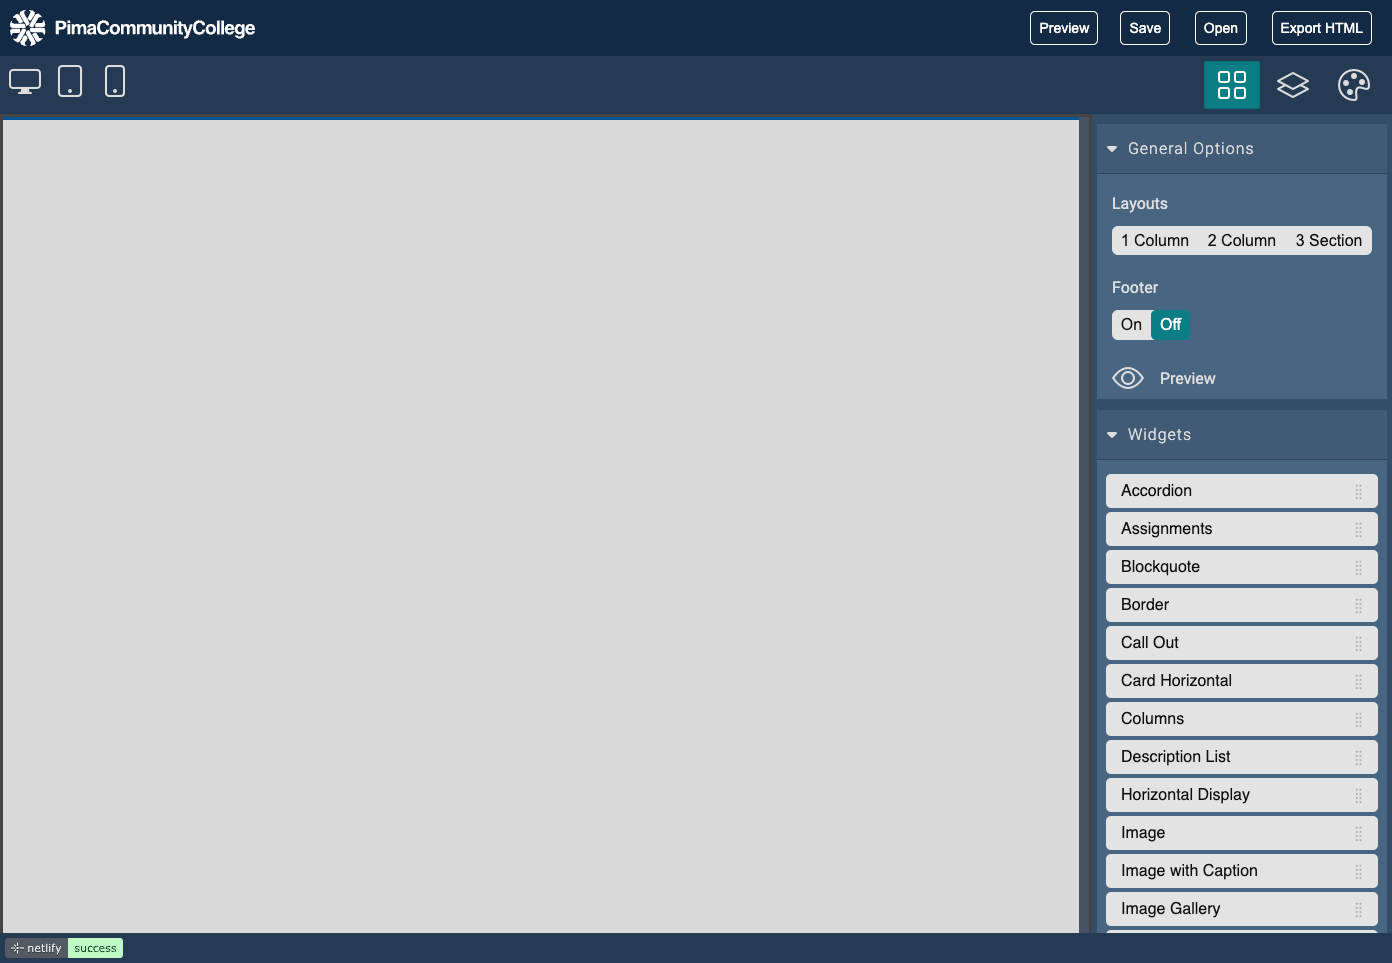 PimaCommunityCollege
Preview Save Open Export HTML
General Options
Layouts
1 Column 2 Column 3 Section
Footer
On Off
Preview
Widgets
Accordion
Assignments
Blockquote
Border
Call Out
Card Horizontal
Columns
Description List
Horizontal Display
Image
Image with Caption
Image Gallery
netlify success